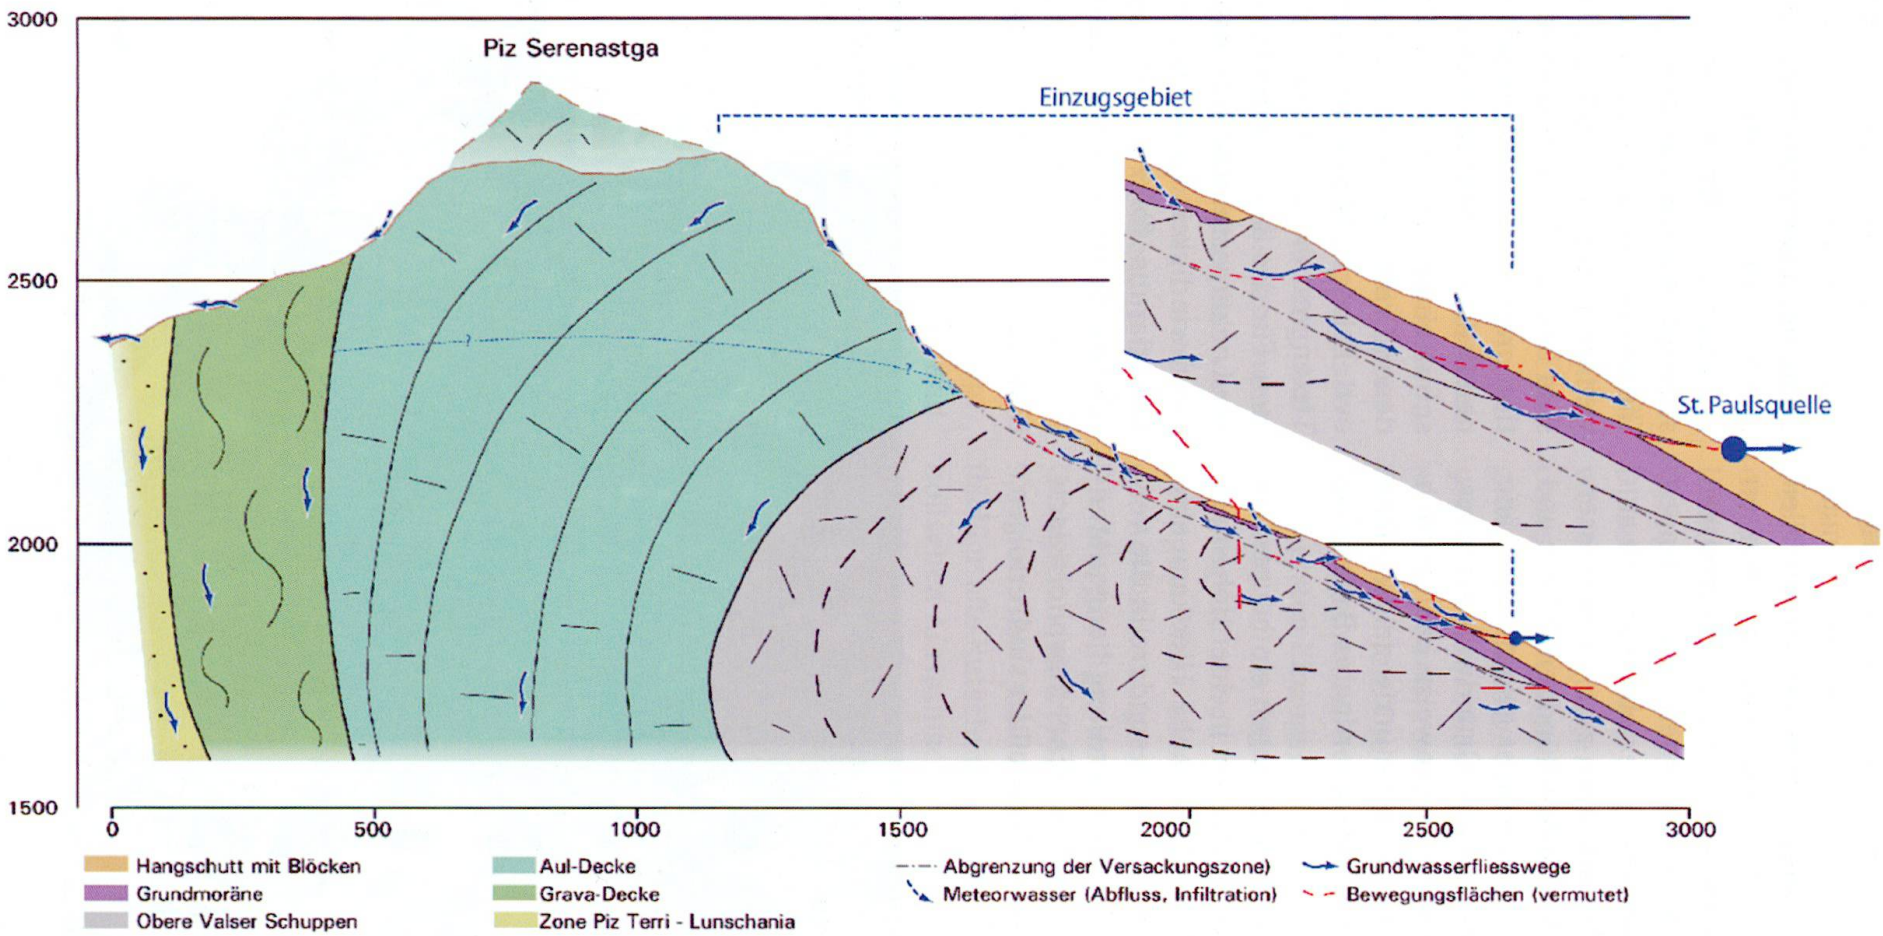 3000
Piz Serenastga
Einzugsgebiet
2500
?
?
St. Paulsquelle
2000
1500
0 500 1000 1500 2000 2500 3000
Hangschutt mit Blöcken
Grundmoräne
Obere Valser Schuppen
Aul-Decke
Grava-Decke
Zone Piz Terri - Lunschania
Abgrenzung der Versackungszone)
Meteorwasser (Abfluss, Infiltration)
Grundwasserfliesswege
Bewegungsflächen (vermutet)